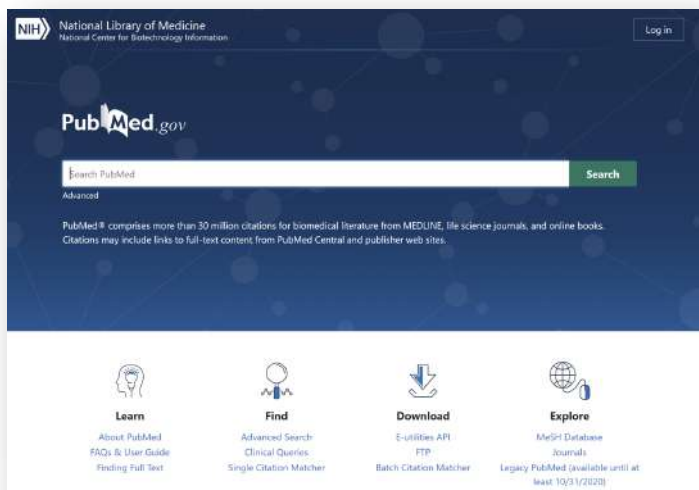 NIH
National Library of Medicine
National Center for Biotechnology Information
Log in
PubMed.gov
Search PubMed
Search
Advanced
PubMed® comprises more than 30 million citations for biomedical literature from MEDLINE, life science journals, and online books.
Citations may include links to full-text content from PubMed Central and publisher web sites.
Learn
About PubMed
FAQs & User Guide
Finding Full Text
Find
Advanced Search
Clinical Queries
Single Citation Matcher
Download
E-utilities API
FTP
Batch Citation Matcher
Explore
MeSH Database
Journals
Legacy PubMed (available until at
least 10/31/2020)